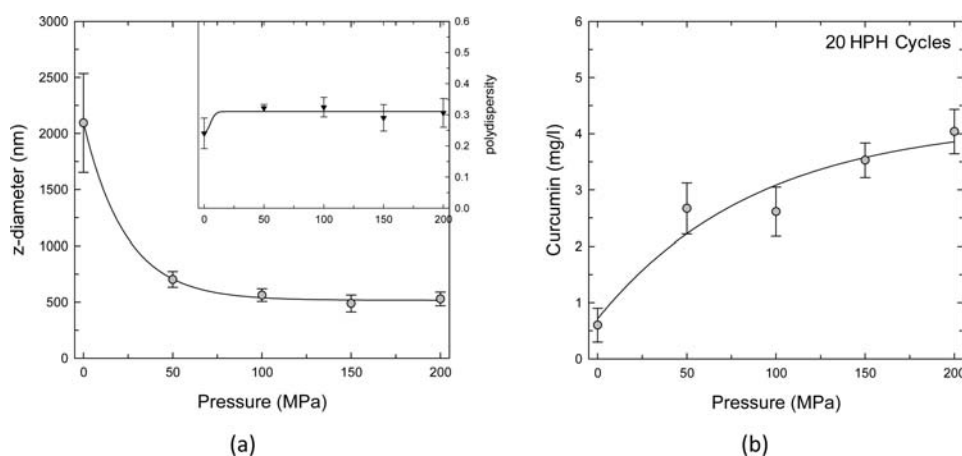 3000
2500
2000
1500
1000
500
0
z-diameter (nm)
0 50 100 150 200
Pressure (MPa)
0.6
0.5
0.4
0.3
0.2
0.1
0.0
polydispersity
0 50 100 150 200
(a)
20 HPH Cycles
6
5
4
3
2
1
0
Curcumin (mg/l)
0 50 100 150 200
Pressure (MPa)
(b)